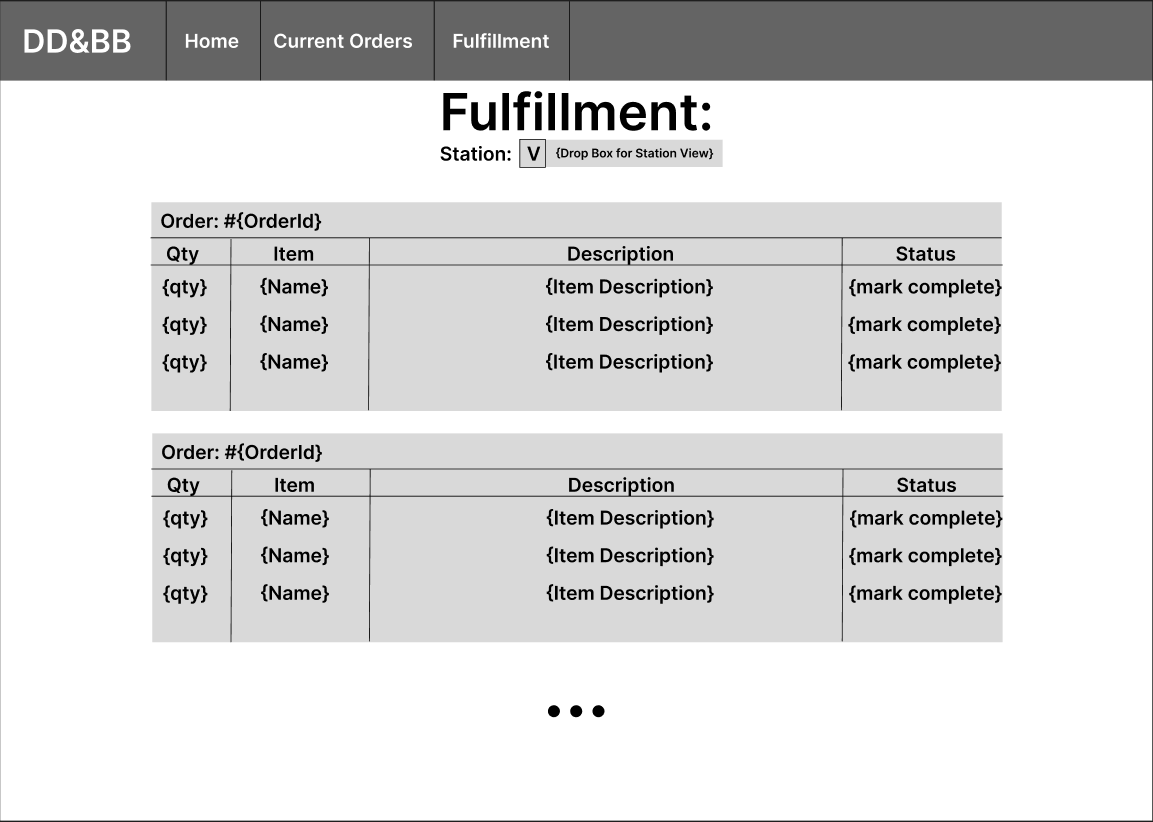 DD&BB Home Current Orders Fulfillment
Fulfillment:
Station: V {Drop Box for Station View}
Order: #{OrderId}
Qty Item Description Status
{qty} {Name} {Item Description} {mark complete}
{qty} {Name} {Item Description} {mark complete}
{qty} {Name} {Item Description} {mark complete}
Order: #{OrderId}
Qty Item Description Status
{qty} {Name} {Item Description} {mark complete}
{qty} {Name} {Item Description} {mark complete}
{qty} {Name} {Item Description} {mark complete}